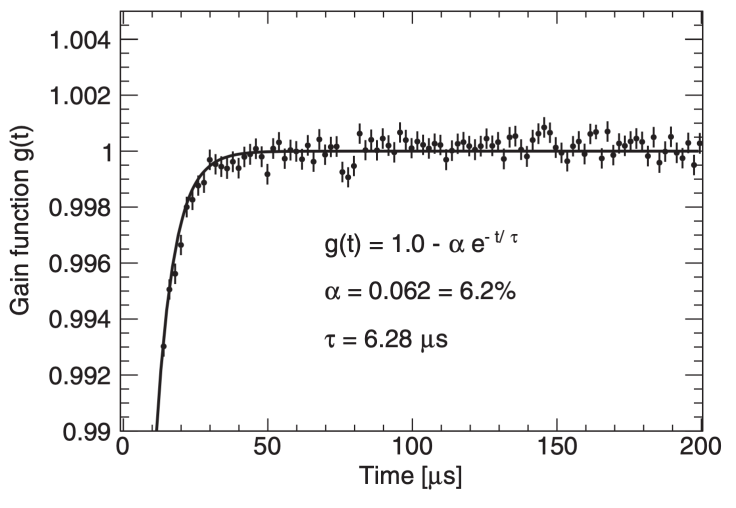 1.004
1.002
1
0.998
0.996
0.994
0.992
0.99
Gain function g(t)
g(t) = 1.0 - α e^{- t/ τ}
α = 0.062 = 6.2%
τ = 6.28 μs
0 50 100 150 200
Time [μs]